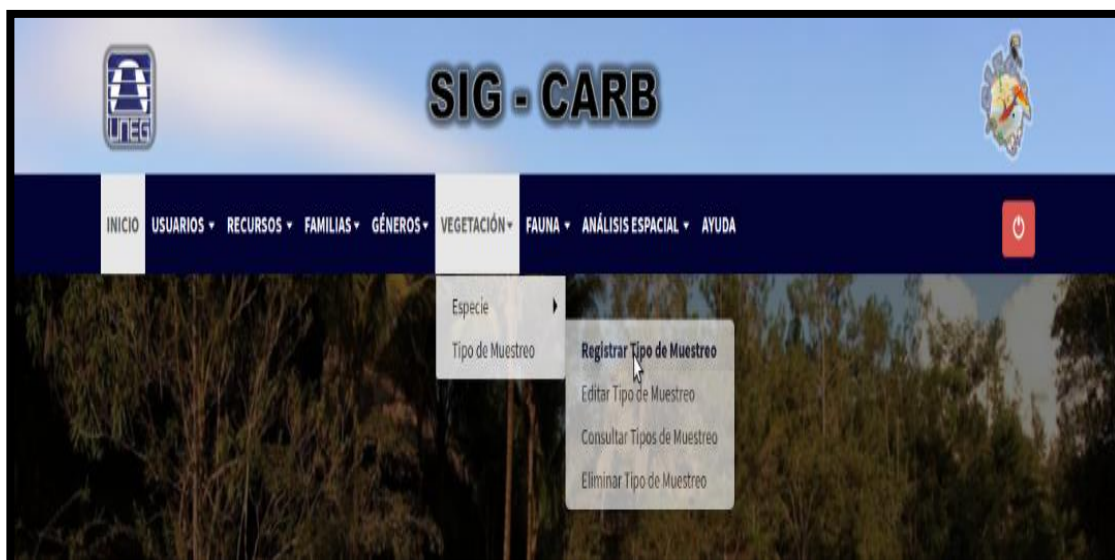 UNEG
SIG - CARB
INICIO USUARIOS RECURSOS FAMILIAS GÉNEROS VEGETACIÓN FAUNA ANÁLISIS ESPACIAL AYUDA
Especie
Tipo de Muestreo
Registrar Tipo de Muestreo
Editar Tipo de Muestreo
Consultar Tipos de Muestreo
Eliminar Tipo de Muestreo